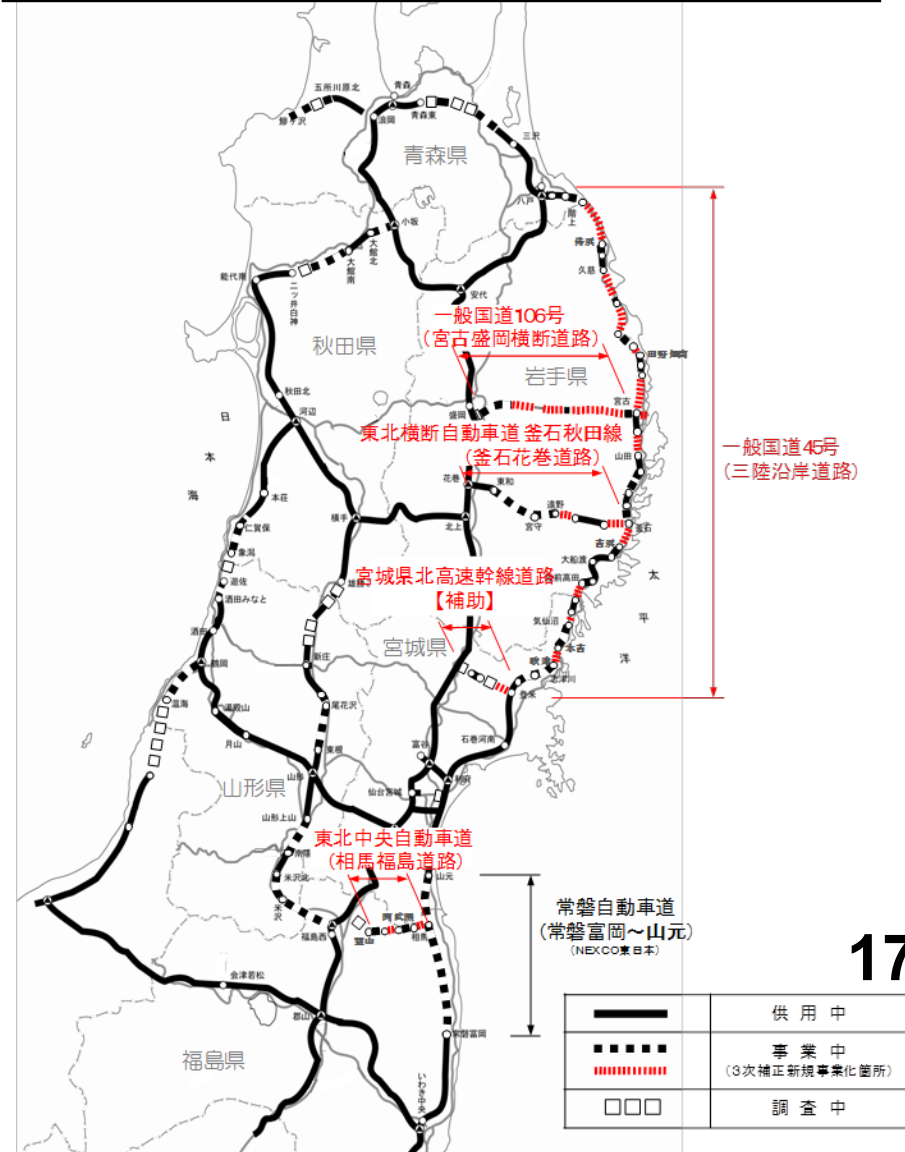 五所川原北
青森
鰺ヶ沢
浪岡
青森東
三沢
青森県
八戸
階上
小坂
大館北
大館南
能代南
二ツ井白神
久慈
安代
一般国道106号
(宮古盛岡横断道路)
秋田県
岩手県
秋田北
盛岡
宮古
河辺
日本海
東北横断自動車道 釜石秋田線
(釜石花巻道路)
一般国道45号
(三陸沿岸道路)
山田
花巻
東和
遠野
宮守
釜石
本荘
横手
北上
仁賀保
象潟
大船渡
宮城県北高速幹線道路
【補助】
太平洋
遊佐
酒田みなと
酒田
気仙沼
宮城県
本吉
新庄
鶴岡
志津川
登米
温海
湯殿山
尾花沢
月山
東根
富谷
石巻河南
山形
利府
山形県
仙台宮城
山形上山
東北中央自動車道
(相馬福島道路)
南陽
米沢北
山元
米沢
常磐自動車道
(常磐富岡～山元)
(NEXCO東日本)
福島西
霊山
阿武隈
相馬
17
会津若松
郡山
常磐富岡
福島県
いわき中央
供用中
事業中
(3次補正新規事業化箇所)
調査中